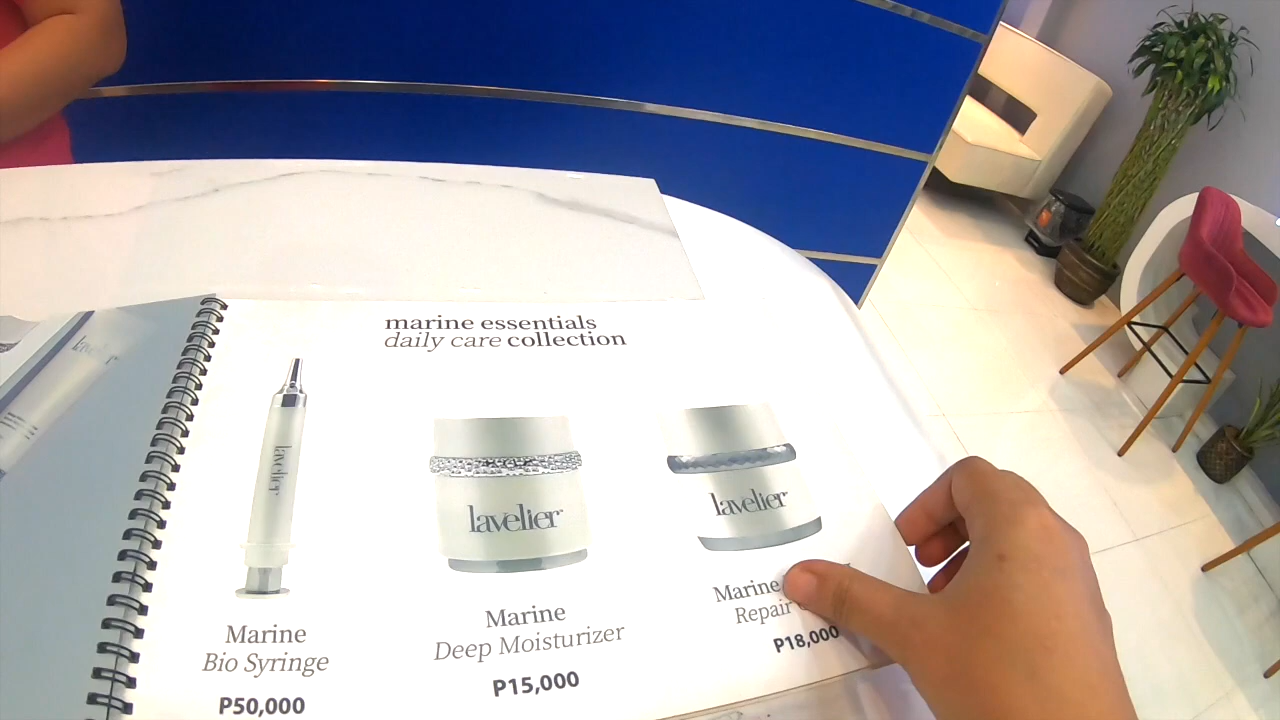 marine essentials
daily care collection
lavelier
lavelier
lavelier
Marine
Bio Syringe
P50,000
Marine
Deep Moisturizer
P15,000
Marine
Repair
P18,000